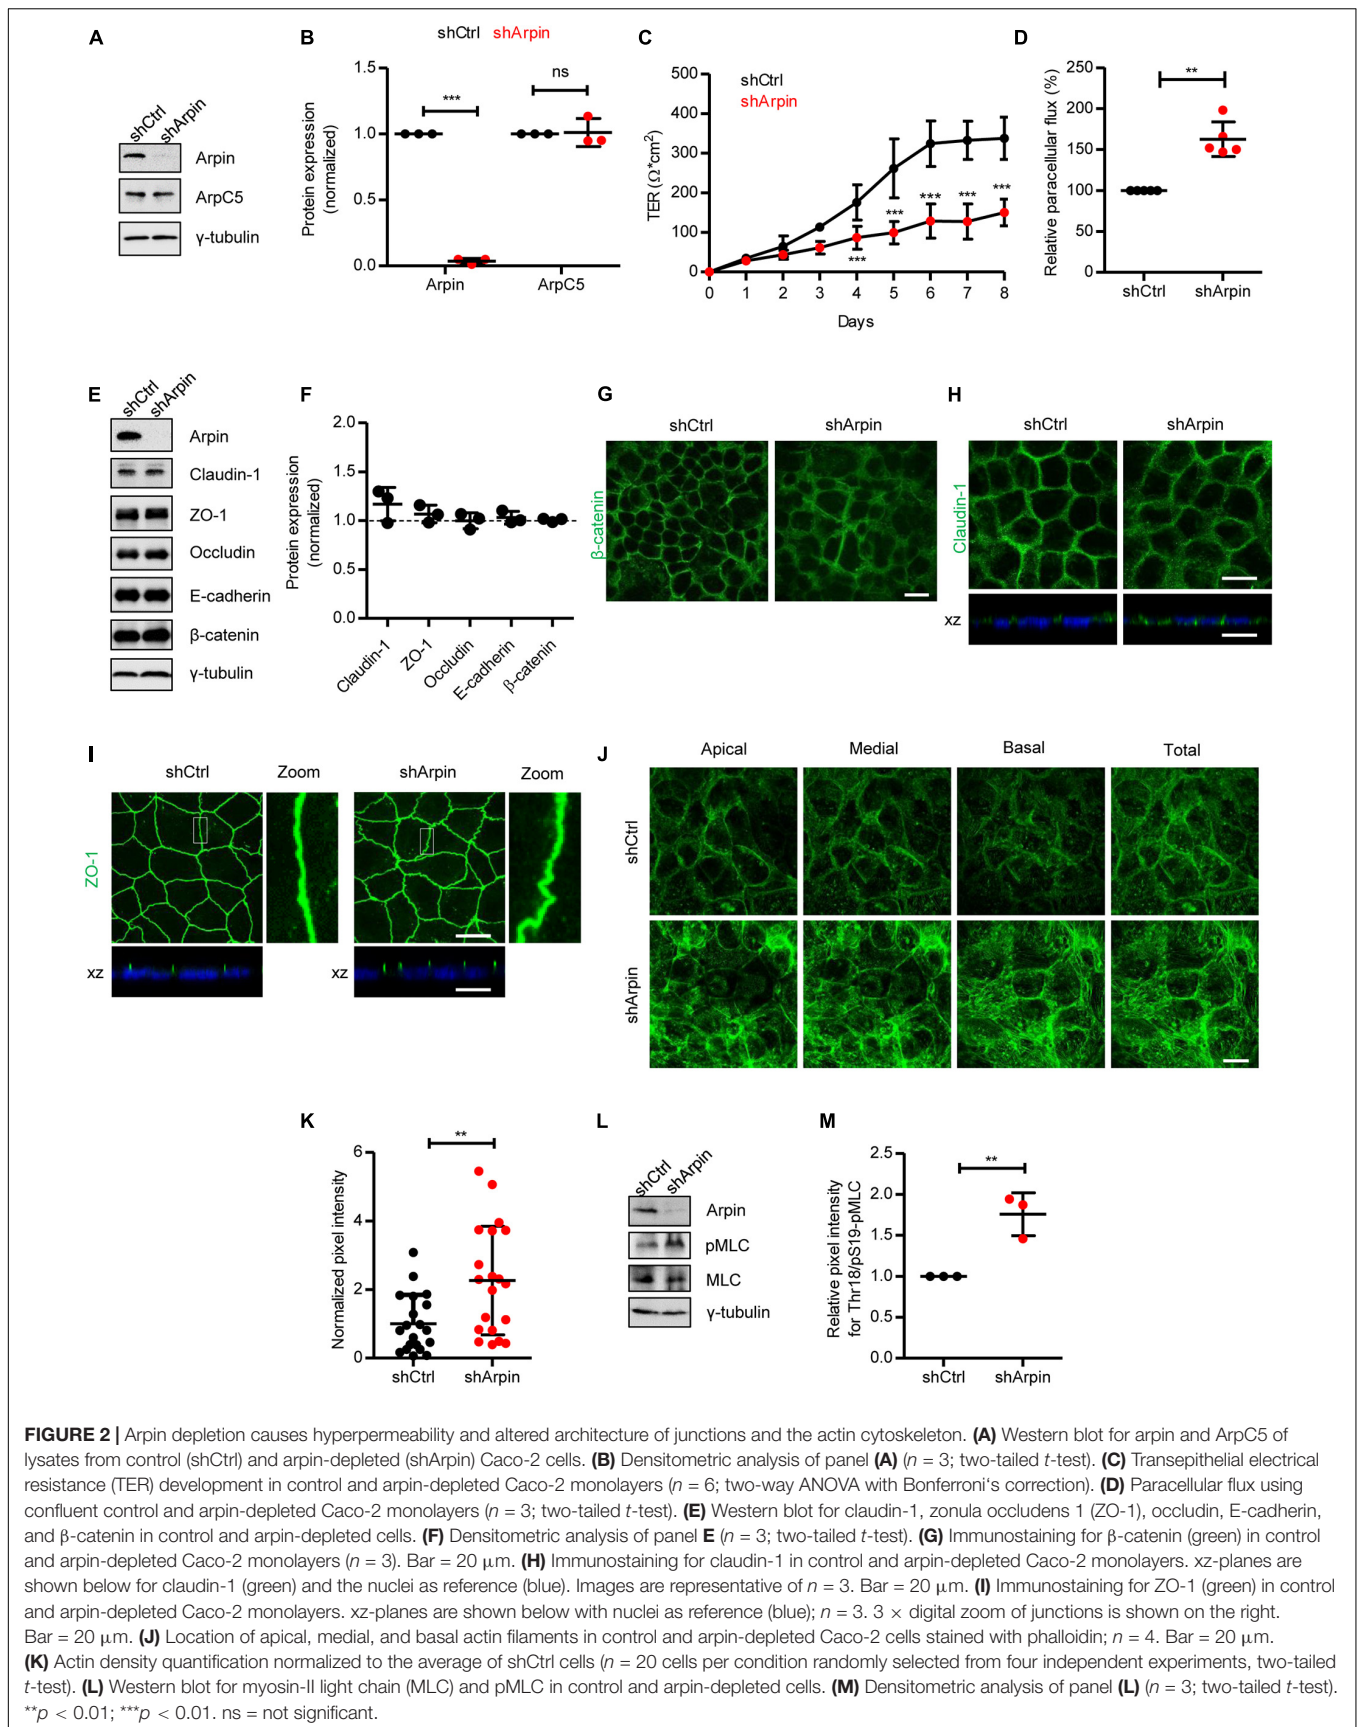 A
shCtrl
shArpin
Arpin
ArpC5
γ-tubulin
B
shCtrl shArpin
Protein expression
(normalized)
1.5
1.0
0.5
0.0
***
ns
Arpin
ArpC5
C
TER (Ω*cm²)
500
400
300
200
100
0
shCtrl
shArpin
***
***
***
***
***
0 1 2 3 4 5 6 7 8
Days
D
Relative paracellular flux (%)
250
200
150
100
50
0
**
shCtrl shArpin
E
shCtrl
shArpin
Arpin
Claudin-1
ZO-1
Occludin
E-cadherin
β-catenin
γ-tubulin
F
Protein expression
(normalized)
2.0
1.5
1.0
0.5
0.0
Claudin-1
ZO-1
Occludin
E-cadherin
β-catenin
G
shCtrl shArpin
β-catenin
H
shCtrl shArpin
Claudin-1
xz
I
shCtrl Zoom shArpin Zoom
ZO-1
xz
xz
J
Apical Medial Basal Total
shCtrl
shArpin
K
Normalized pixel intensity
6
4
2
0
**
shCtrl shArpin
L
shCtrl
shArpin
Arpin
pMLC
MLC
γ-tubulin
M
Relative pixel intensity
for Thr18/pS19-pMLC
2.5
2.0
1.5
1.0
0.5
0.0
**
shCtrl shArpin
FIGURE 2 | Arpin depletion causes hyperpermeability and altered architecture of junctions and the actin cytoskeleton. (A) Western blot for arpin and ArpC5 of
lysates from control (shCtrl) and arpin-depleted (shArpin) Caco-2 cells. (B) Densitometric analysis of panel (A) (n = 3; two-tailed t-test). (C) Transepithelial electrical
resistance (TER) development in control and arpin-depleted Caco-2 monolayers (n = 6; two-way ANOVA with Bonferroni‘s correction). (D) Paracellular flux using
confluent control and arpin-depleted Caco-2 monolayers (n = 3; two-tailed t-test). (E) Western blot for claudin-1, zonula occludens 1 (ZO-1), occludin, E-cadherin,
and β-catenin in control and arpin-depleted cells. (F) Densitometric analysis of panel E (n = 3; two-tailed t-test). (G) Immunostaining for β-catenin (green) in control
and arpin-depleted Caco-2 monolayers (n = 3). Bar = 20 μm. (H) Immunostaining for claudin-1 in control and arpin-depleted Caco-2 monolayers. xz-planes are
shown below for claudin-1 (green) and the nuclei as reference (blue). Images are representative of n = 3. Bar = 20 μm. (I) Immunostaining for ZO-1 (green) in control
and arpin-depleted Caco-2 monolayers. xz-planes are shown below with nuclei as reference (blue); n = 3. 3 × digital zoom of junctions is shown on the right.
Bar = 20 μm. (J) Location of apical, medial, and basal actin filaments in control and arpin-depleted Caco-2 cells stained with phalloidin; n = 4. Bar = 20 μm.
(K) Actin density quantification normalized to the average of shCtrl cells (n = 20 cells per condition randomly selected from four independent experiments, two-tailed
t-test). (L) Western blot for myosin-II light chain (MLC) and pMLC in control and arpin-depleted cells. (M) Densitometric analysis of panel (L) (n = 3; two-tailed t-test).
**p < 0.01; ***p < 0.01. ns = not significant.